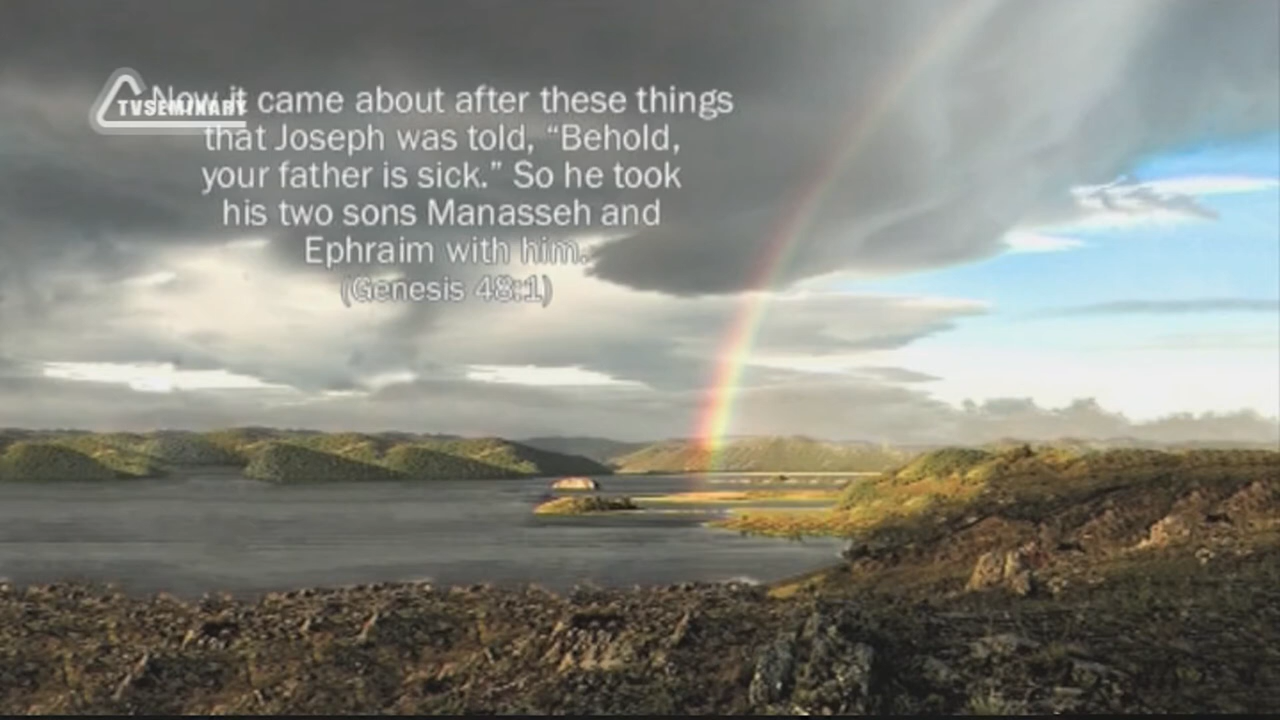 TVSEMINARY
Now it came about after these things
that Joseph was told, “Behold,
your father is sick.” So he took
his two sons Manasseh and
Ephraim with him.
(Genesis 48:1)